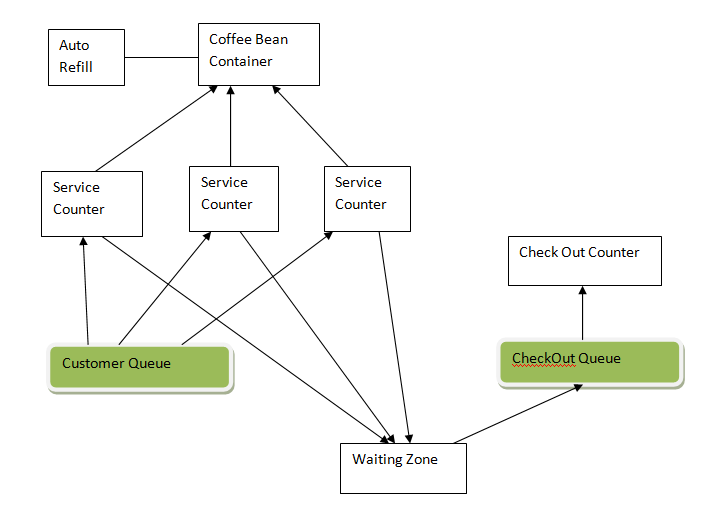 Auto
Refill
Coffee Bean
Container
Service
Counter
Service
Counter
Service
Counter
Check Out Counter
Customer Queue
CheckOut Queue
Waiting Zone